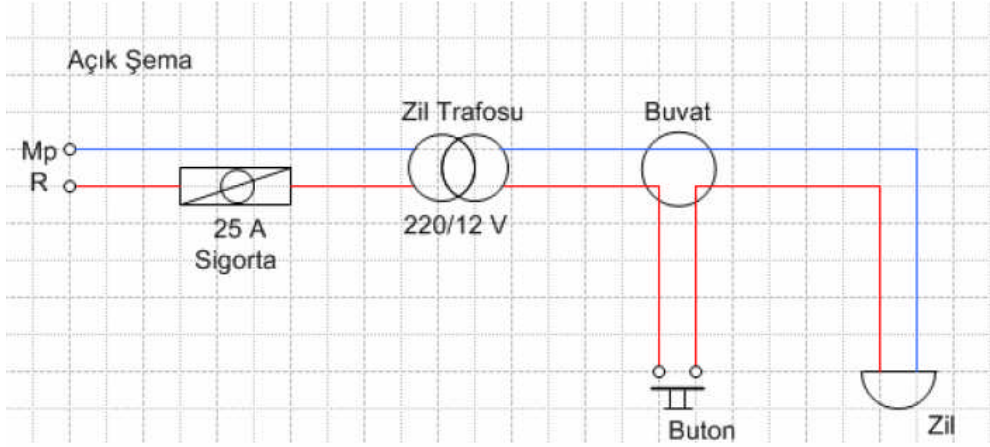 Açık Şema
Zil Trafosu
Buvat
Mp
R
25 A
Sigorta
220/12 V
Buton
Zil